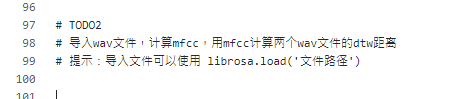 96
97 # TODO2
98 # 导入wav文件，计算mfcc，用mfcc计算两个wav文件的dtw距离
99 # 提示：导入文件可以使用 librosa.load('文件路径')
100
101